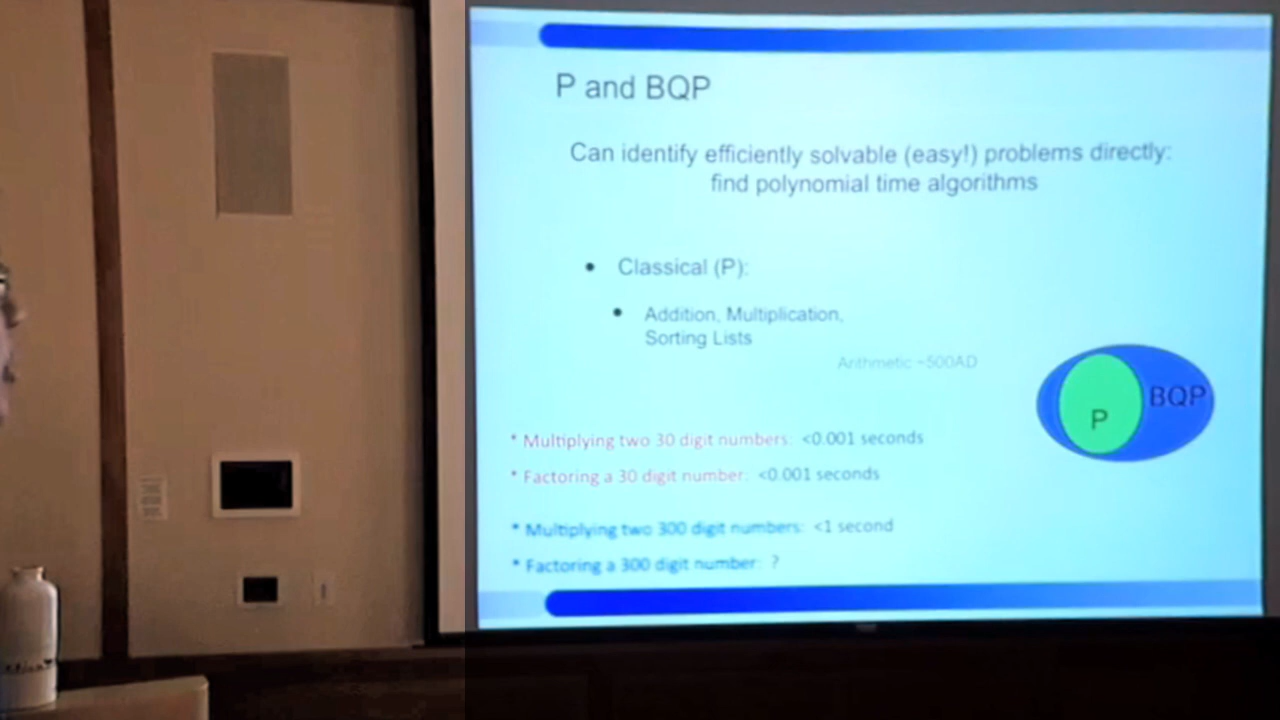 P and BQP
Can identify efficiently solvable (easy!) problems directly:
find polynomial time algorithms
• Classical (P):
• Addition, Multiplication,
Sorting Lists
Arithmetic ~500AD
BQP
P
* Multiplying two 30 digit numbers: <0.001 seconds
* Factoring a 30 digit number: <0.001 seconds
* Multiplying two 300 digit numbers: <1 second
* Factoring a 300 digit number: ?